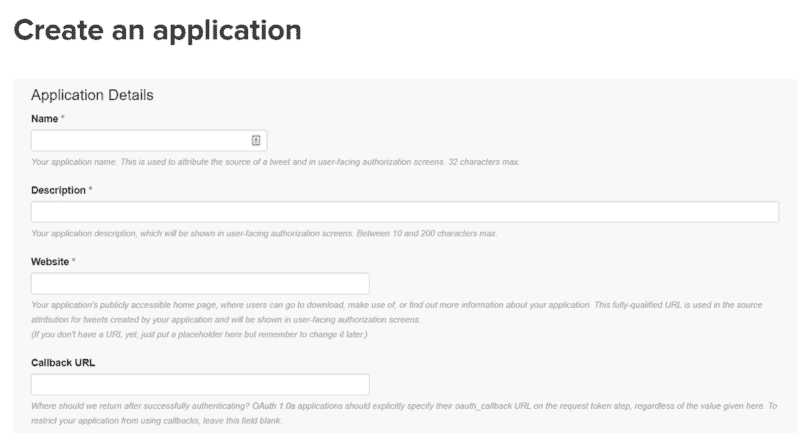 Create an application
Application Details
Name *
Your application name. This is used to attribute the source of a tweet and in user-facing authorization screens. 32 characters max.
Description *
Your application description, which will be shown in user-facing authorization screens. Between 10 and 200 characters max.
Website *
Your application's publicly accessible home page, where users can go to download, make use of, or find out more information about your application. This fully-qualified URL is used in the source
attribution for tweets created by your application and will be shown in user-facing authorization screens.
(If you don't have a URL yet, just put a placeholder here but remember to change it later.)
Callback URL
Where should we return after successfully authenticating? OAuth 1.0a applications should explicitly specify their oauth_callback URL on the request token step, regardless of the value given here. To
restrict your application from using callbacks, leave this field blank.